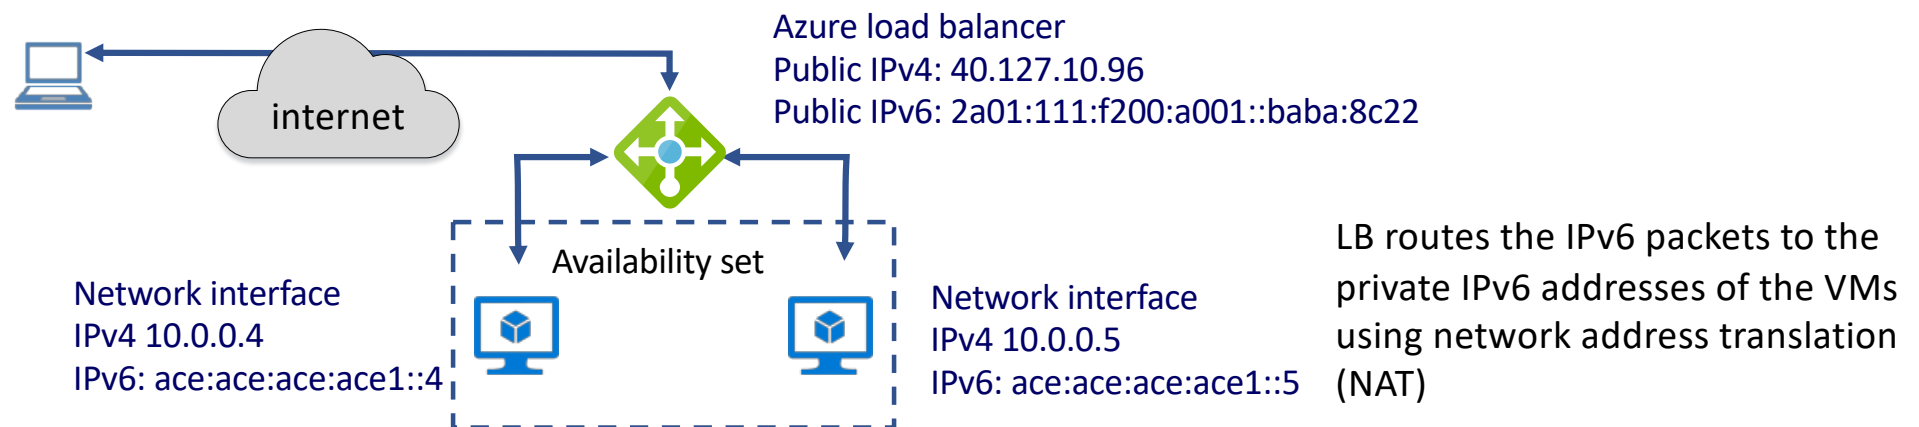 Azure load balancer
Public IPv4: 40.127.10.96
Public IPv6: 2a01:111:f200:a001::baba:8c22
internet
Availability set
Network interface
IPv4 10.0.0.4
IPv6: ace:ace:ace:ace1::4
Network interface
IPv4 10.0.0.5
IPv6: ace:ace:ace:ace1::5
LB routes the IPv6 packets to the
private IPv6 addresses of the VMs
using network address translation
(NAT)